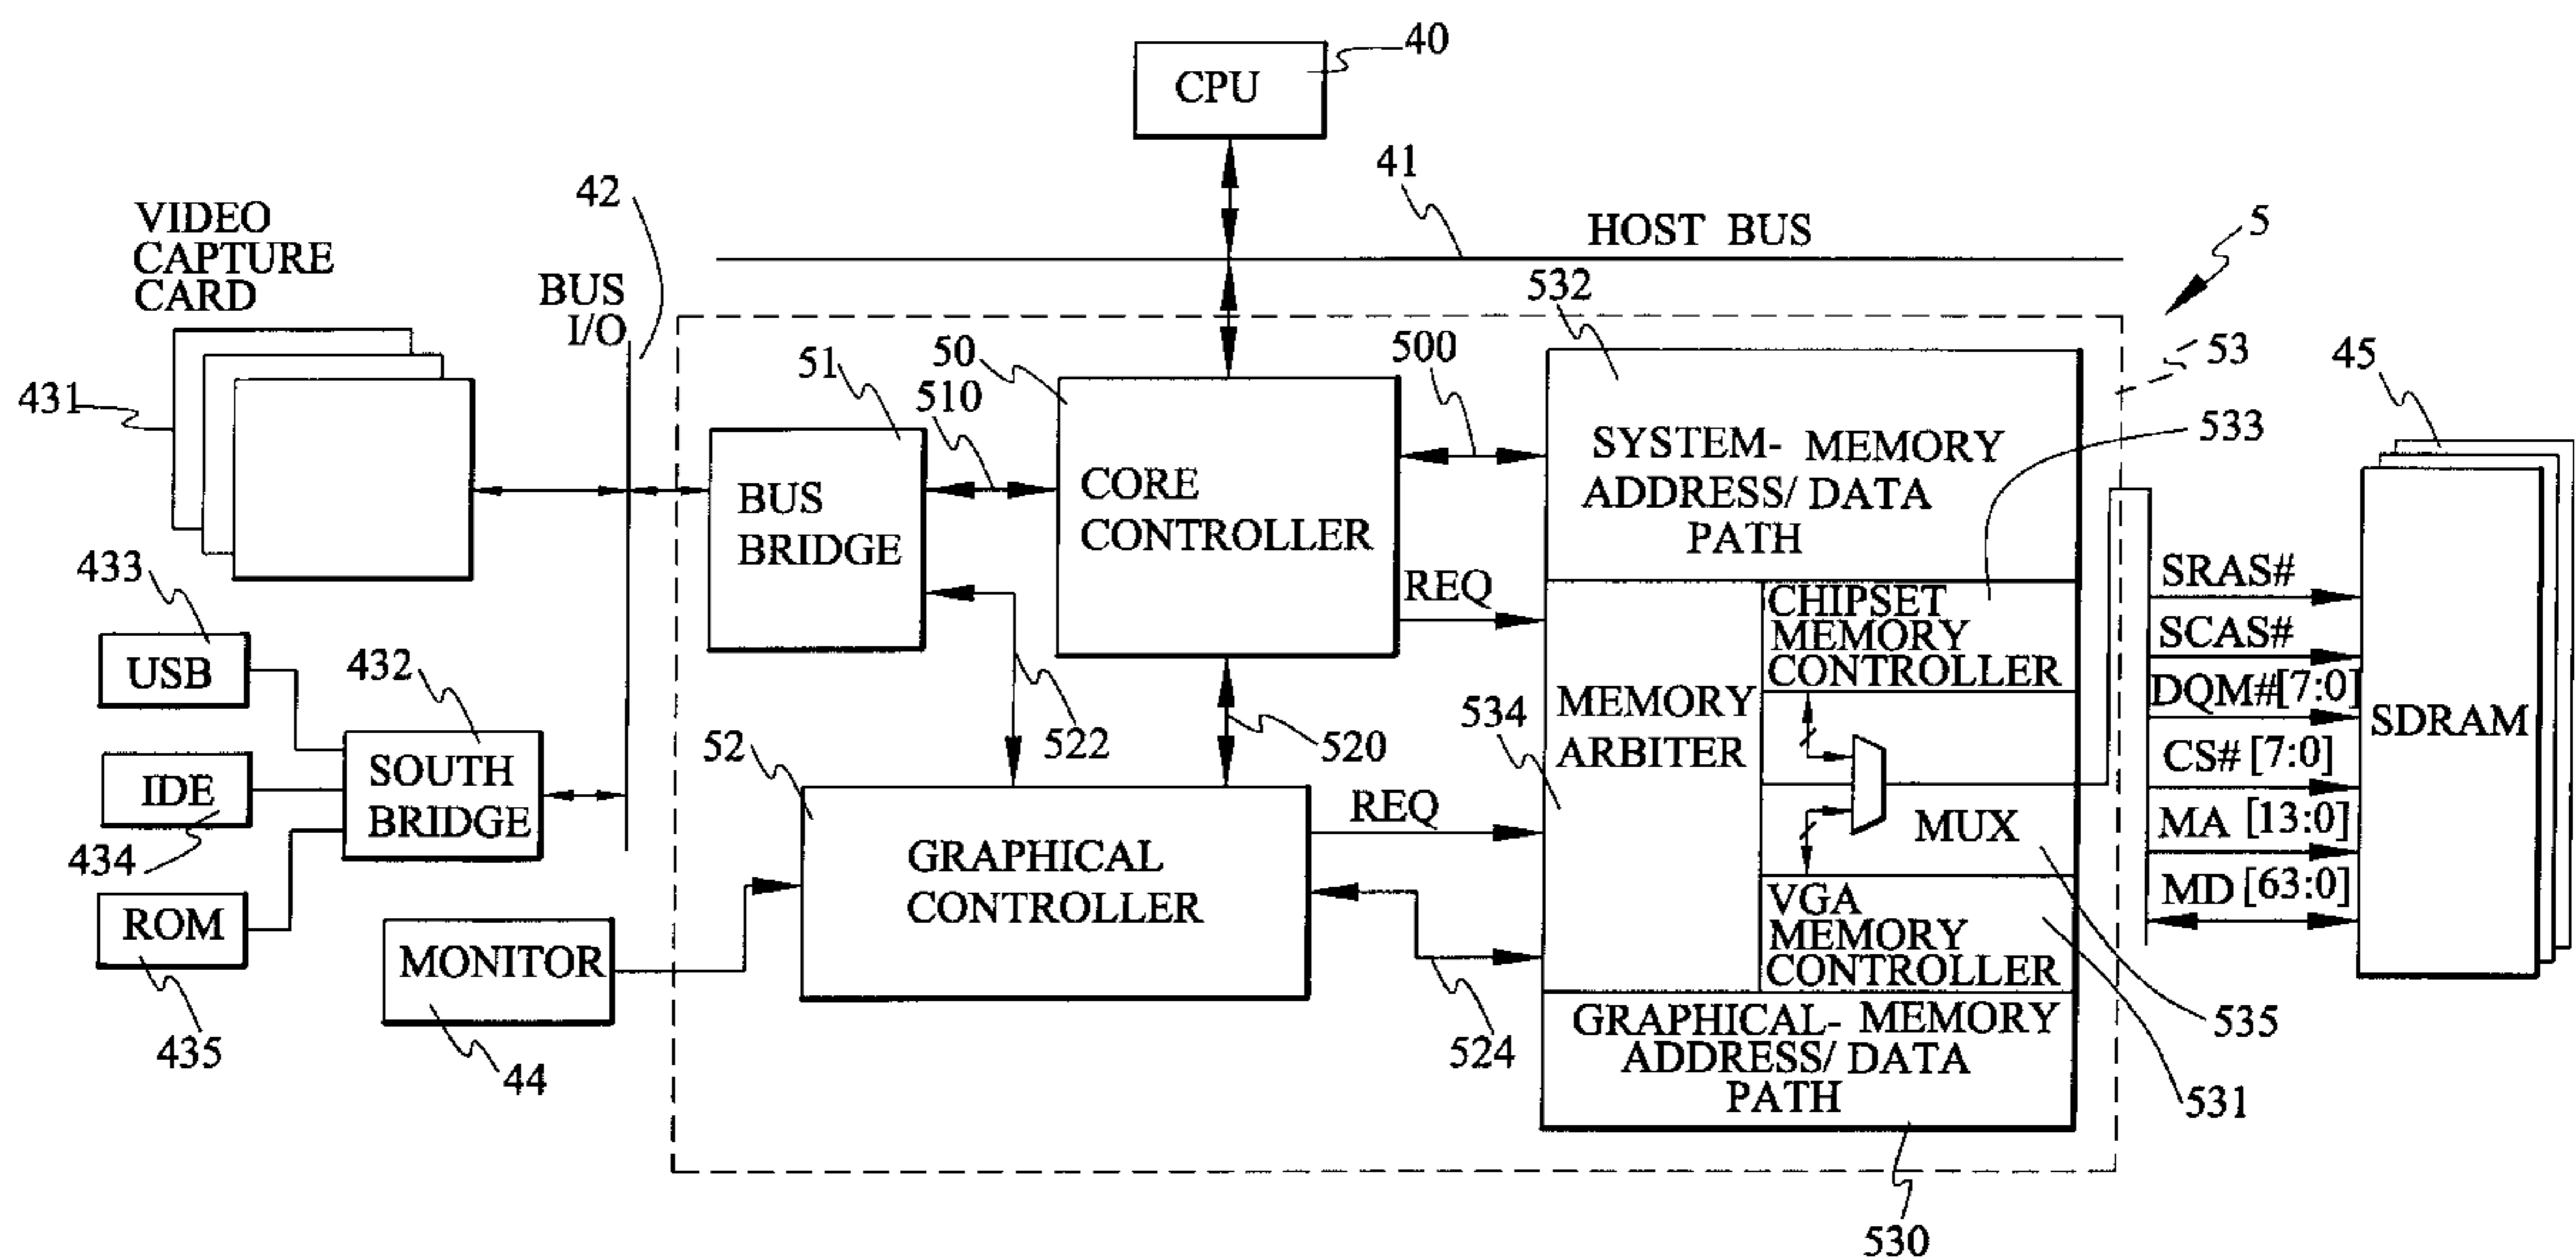 40
CPU
41
HOST BUS
5
42
VIDEO
CAPTURE
CARD
BUS
I/O
431
532
53
45
51
50
500
510
533
SYSTEM- MEMORY
ADDRESS/ DATA
PATH
BUS
BRIDGE
CORE
CONTROLLER
REQ
CHIPSET
MEMORY
CONTROLLER
SRAS#
SCAS#
DQM# [7:0]
CS# [7:0]
MA [13:0]
MD [63:0]
SDRAM
433
USB
432
IDE
434
SOUTH
BRIDGE
ROM
435
MONITOR
44
52
522
520
534
MEMORY
ARBITER
REQ
MUX
GRAPHICAL
CONTROLLER
VGA
MEMORY
CONTROLLER
524
535
GRAPHICAL- MEMORY
ADDRESS/ DATA
PATH
531
530